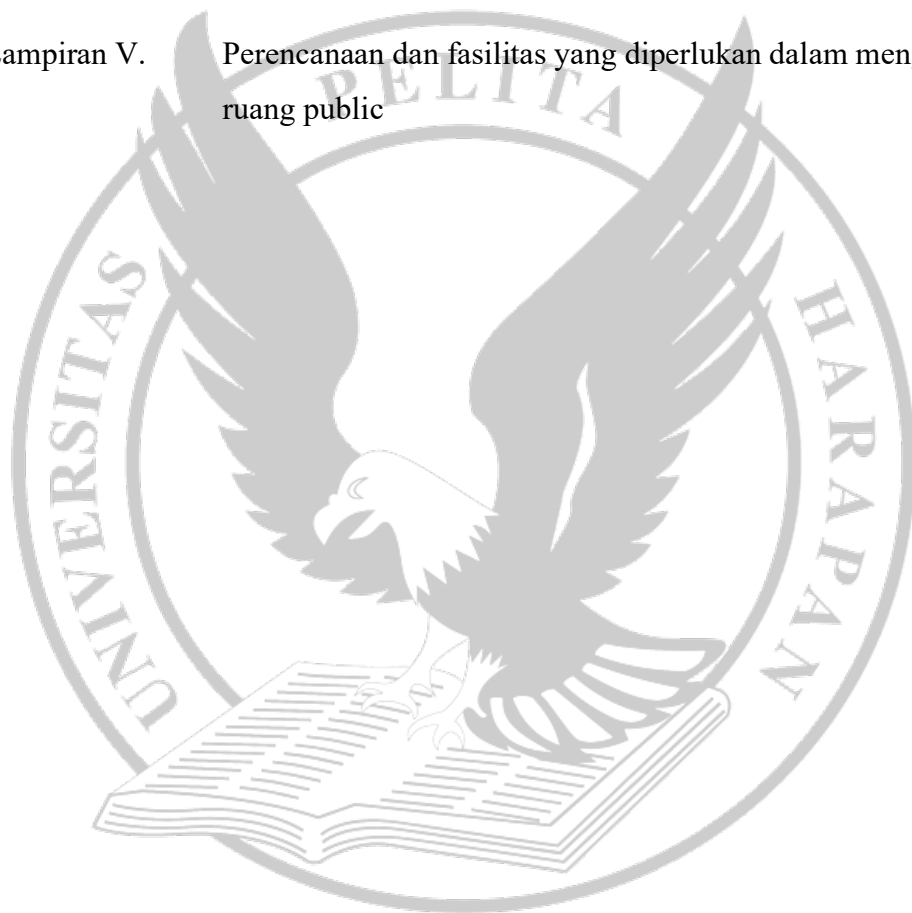 ampiran V. Perencanaan dan fasilitas yang diperlukan dalam men
ruang public
UNIVERSITAS PELITA HARAPAN